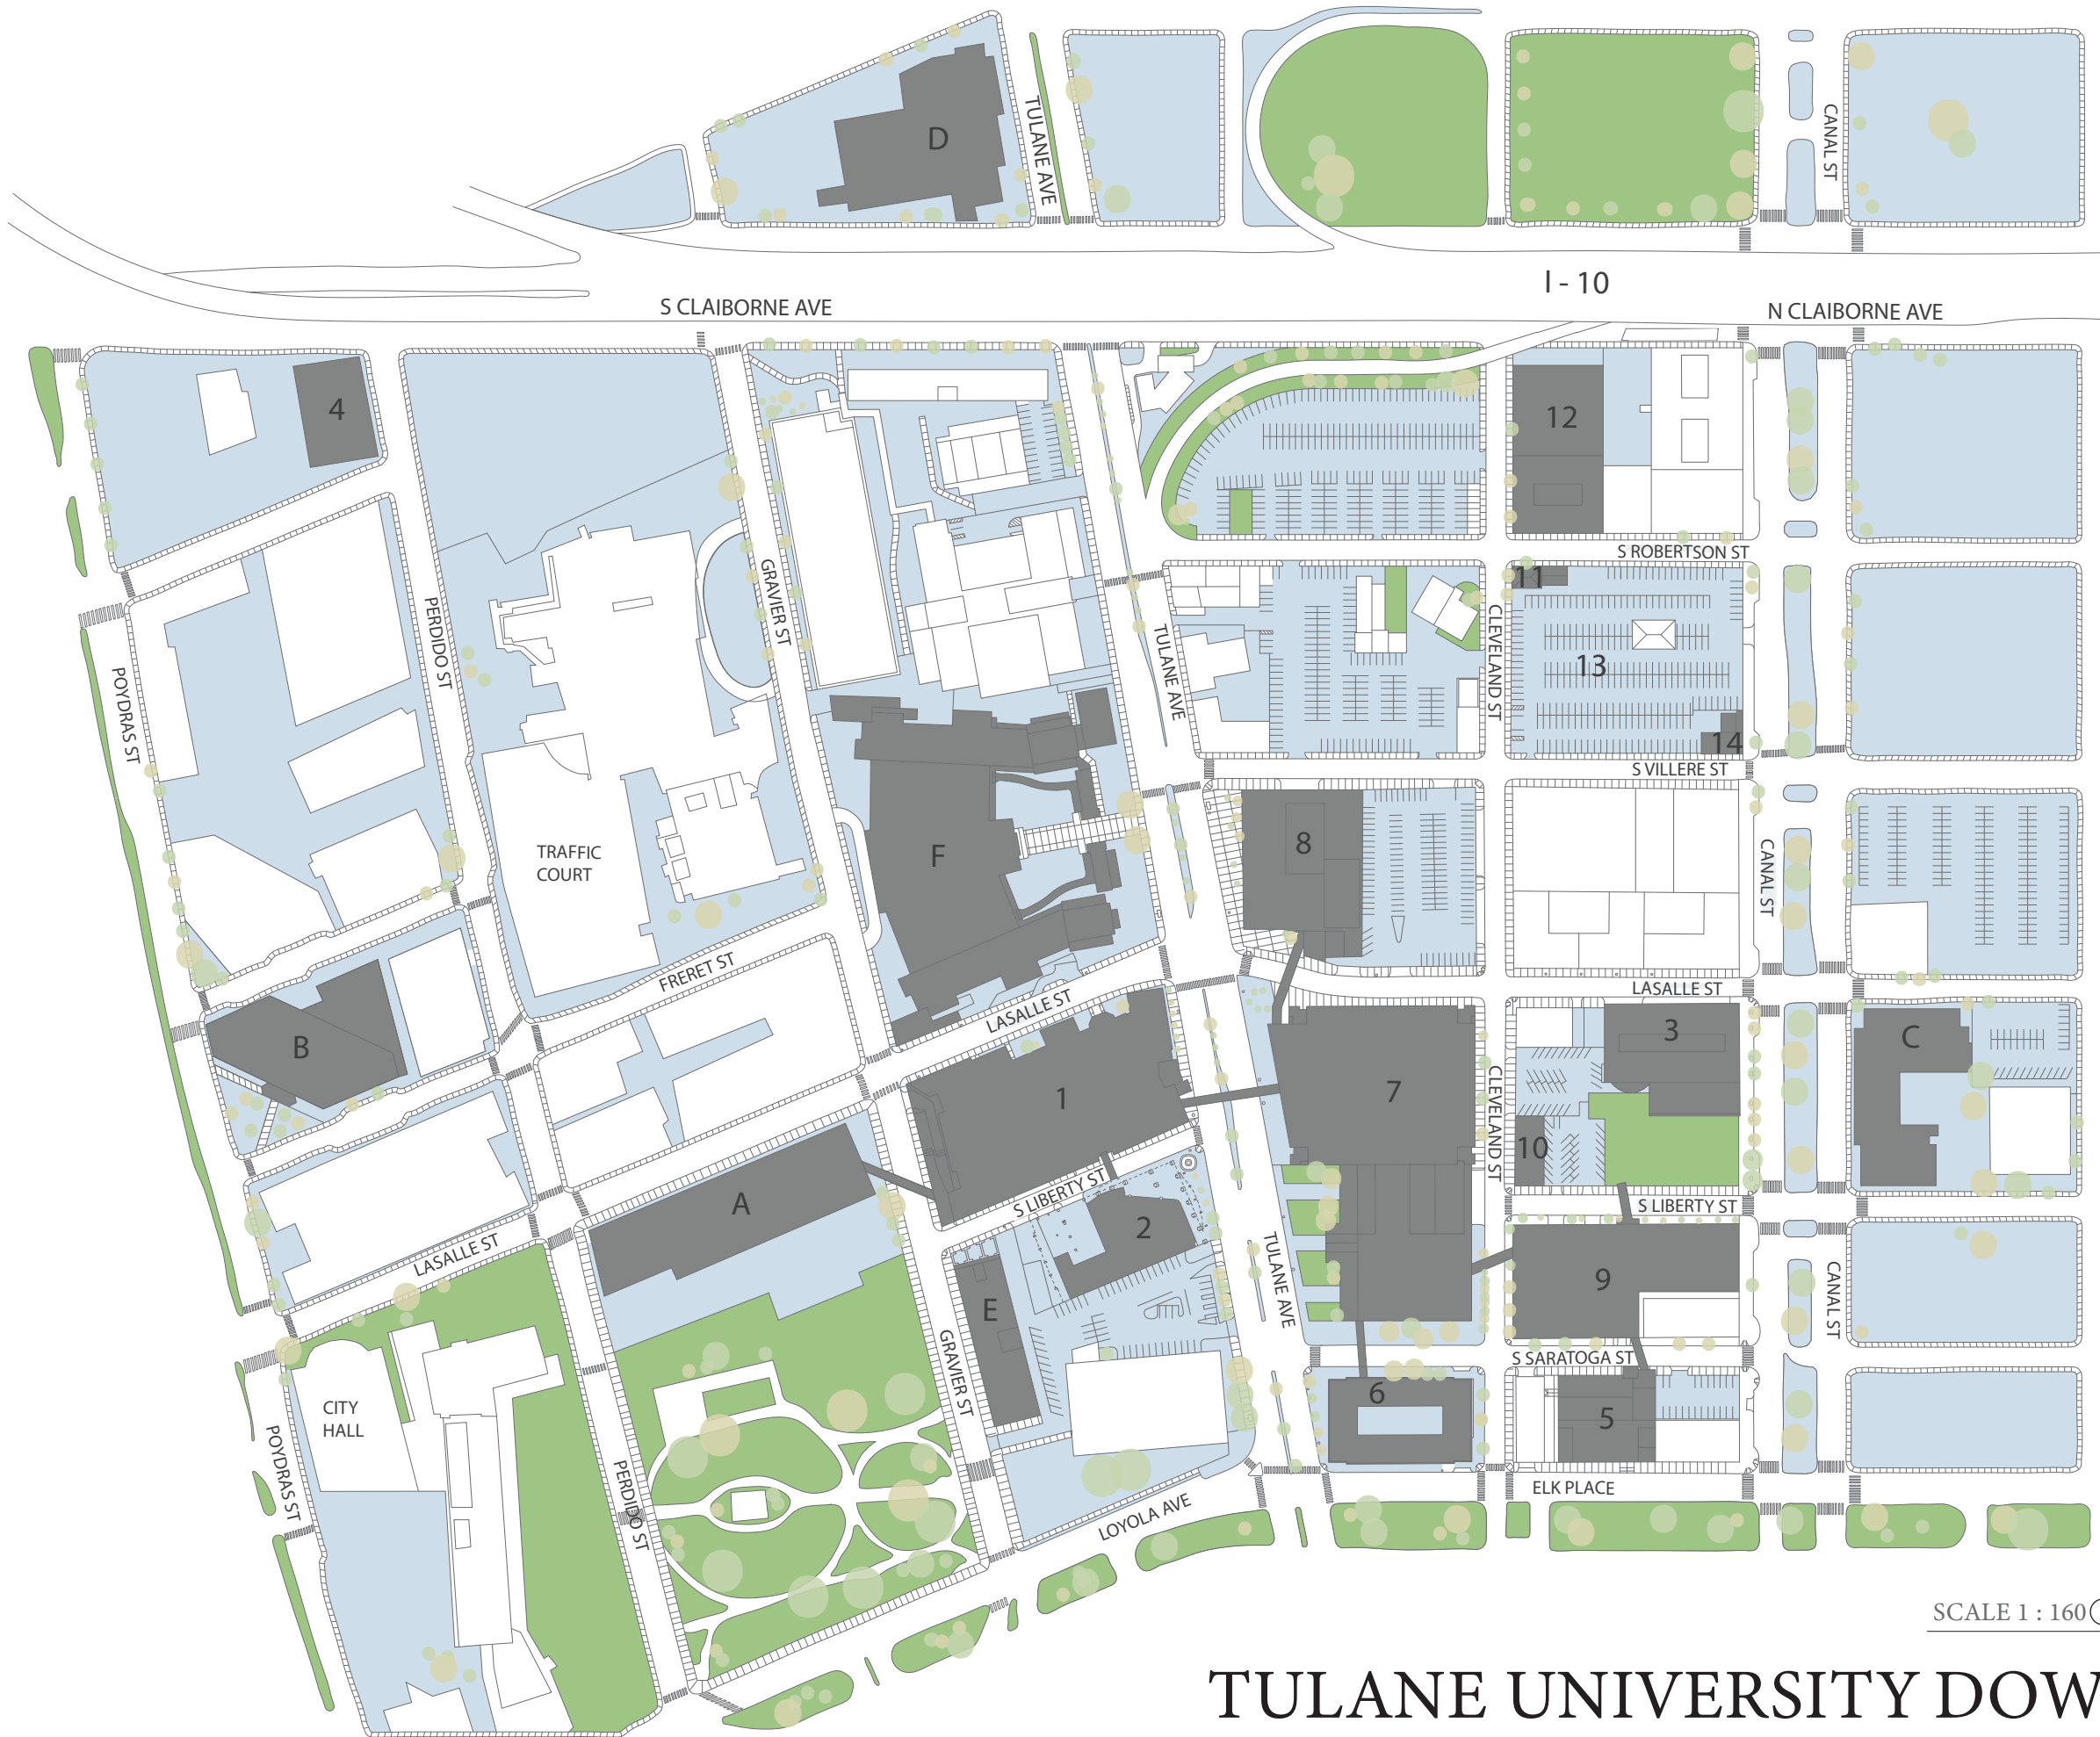 D
TULANE AVE
CANAL ST
I - 10
S CLAIBORNE AVE
N CLAIBORNE AVE
4
12
S ROBERTSON ST
11
GRAVIER ST
PERDIDO ST
CLEVELAND ST
TULANE AVE
POYDRAS ST
13
14
S VILLERE ST
8
F
TRAFFIC
COURT
CANAL ST
FRERET ST
LASALLE ST
LASALLE ST
3
C
B
1
7
CLEVELAND ST
10
A
S LIBERTY ST
S LIBERTY ST
2
LASALLE ST
TULANE AVE
9
CANAL ST
E
S SARATOGA ST
GRAVIER ST
6
5
CITY
HALL
POYDRAS ST
PERDIDO ST
ELK PLACE
LOYOLA AVE
SCALE 1 : 160
TULANE UNIVERSITY DOW